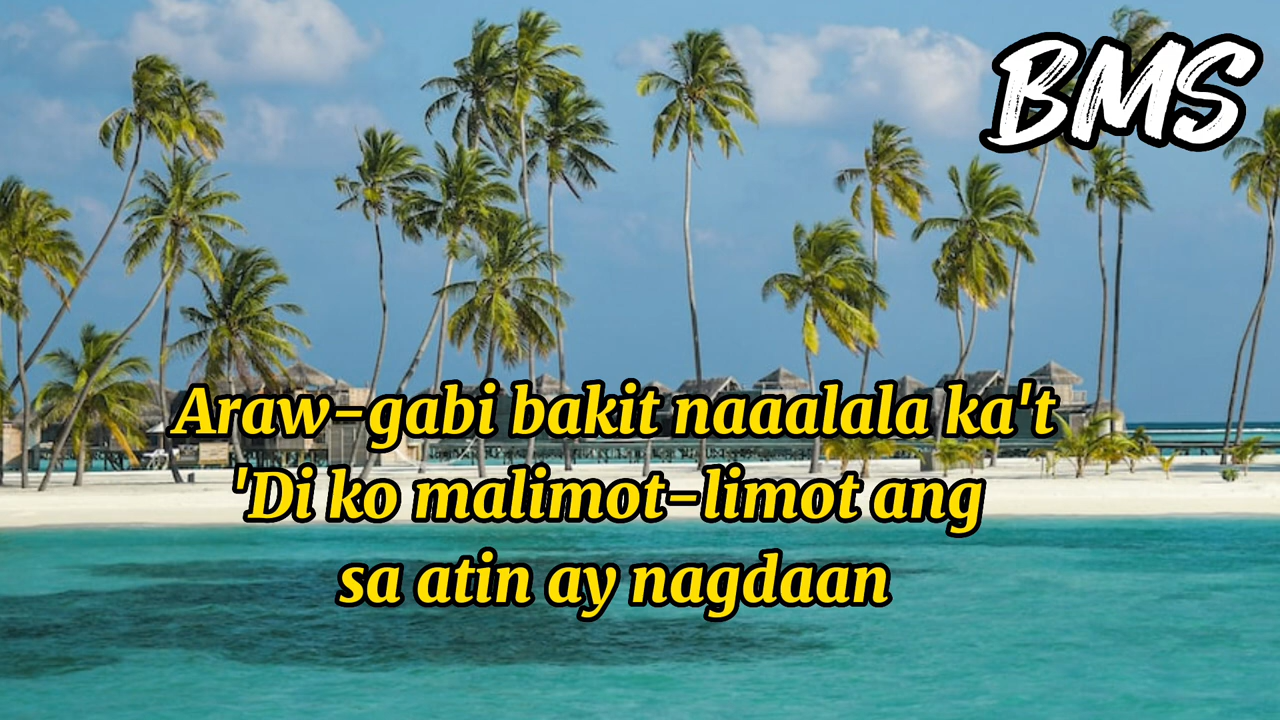 BMS
Araw-gabi bakit naaalala ka't
'Di ko malimot-limot ang
sa atin ay nagdaan